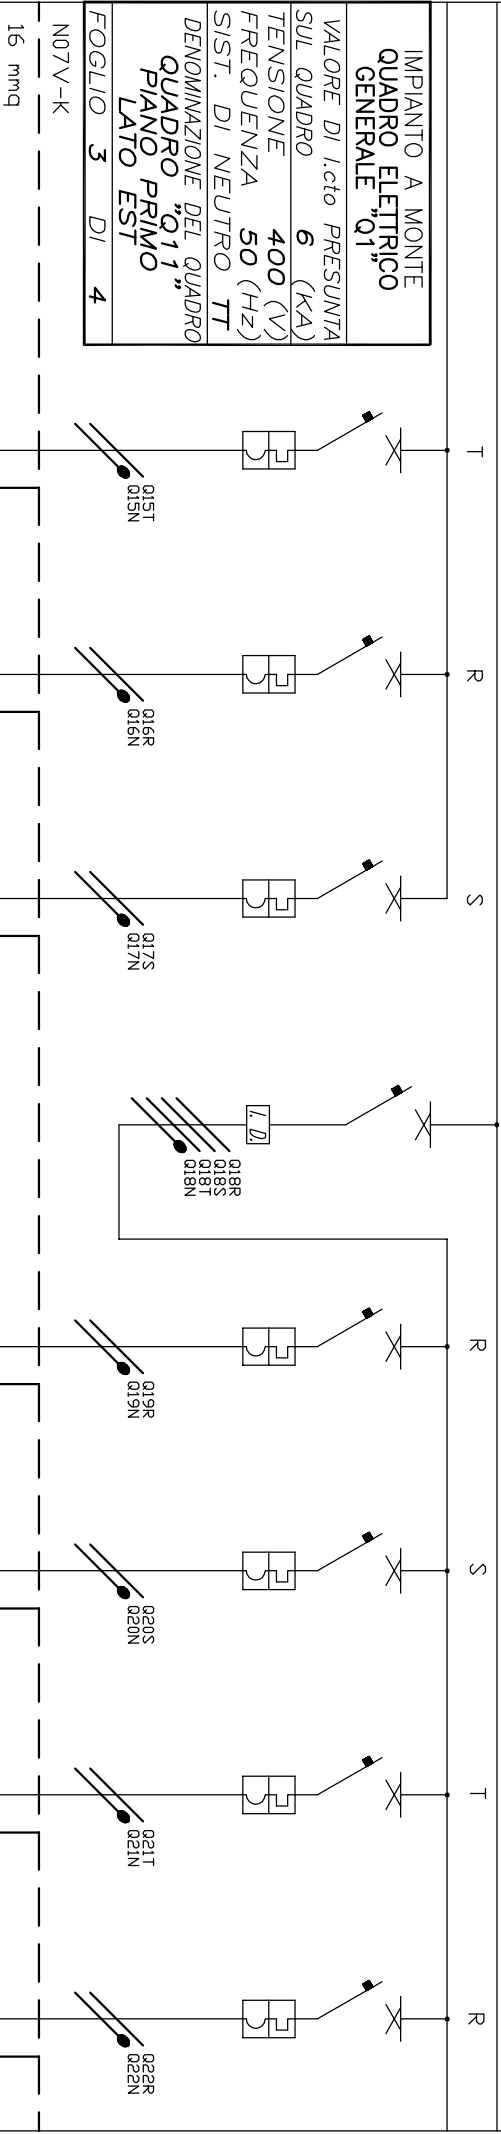 IMPIANTO A MONTE
QUADRO ELETTRICO
GENERALE "Q1"
VALORE DI I.cto PRESUNTA
SUL QUADRO 6 (KA)
TENSIONE 400 (V)
FREQUENZA 50 (Hz)
SIST. DI NEUTRO TT
DENOMINAZIONE DEL QUADRO
QUADRO "Q11"
PIANO PRIMO
LATO EST
FOGLIO 3 DI 4
N07V-K
16 mmq
T
Q15T
Q15N
R
Q16R
Q16N
S
Q17S
Q17N
I.D.
Q18R
Q18S
Q18T
Q18N
R
Q19R
Q19N
S
Q20S
Q20N
T
Q21T
Q21N
R
Q22R
Q22N